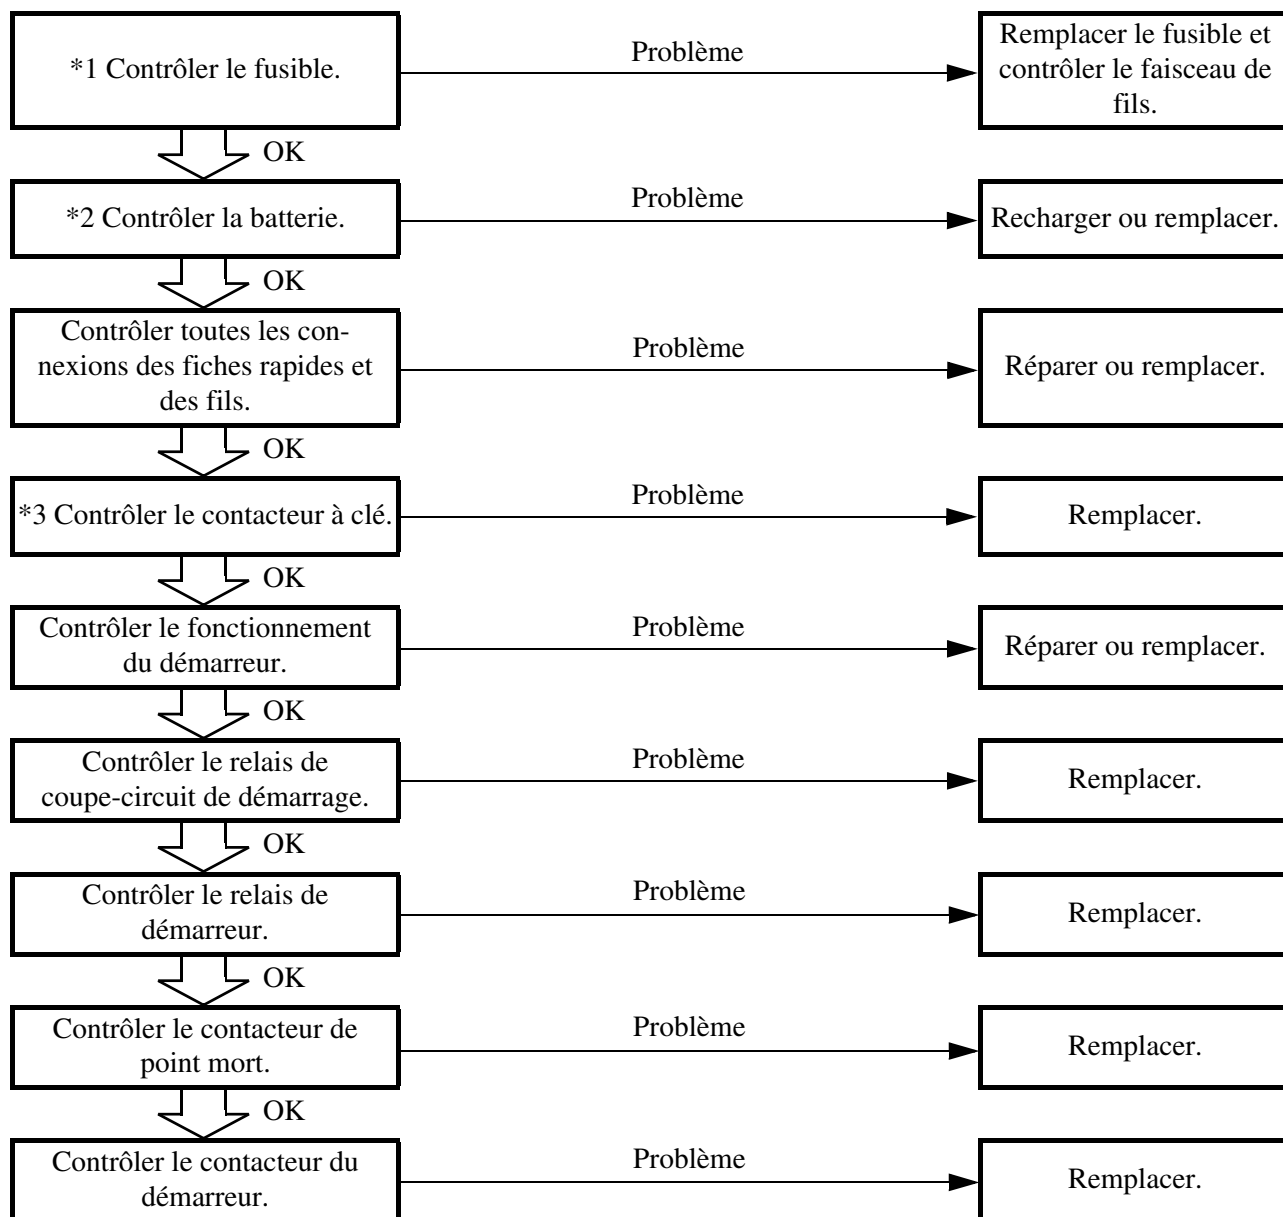 *1 Contrôler le fusible.
Problème
Remplacer le fusible et
contrôler le faisceau de
fils.
OK
*2 Contrôler la batterie.
Problème
Recharger ou remplacer.
OK
Contrôler toutes les con-
nexions des fiches rapides et
des fils.
Problème
Réparer ou remplacer.
OK
*3 Contrôler le contacteur à clé.
Problème
Remplacer.
OK
Contrôler le fonctionnement
du démarreur.
Problème
Réparer ou remplacer.
OK
Contrôler le relais de
coupe-circuit de démarrage.
Problème
Remplacer.
OK
Contrôler le relais de
démarreur.
Problème
Remplacer.
OK
Contrôler le contacteur de
point mort.
Problème
Remplacer.
OK
Contrôler le contacteur du
démarreur.
Problème
Remplacer.